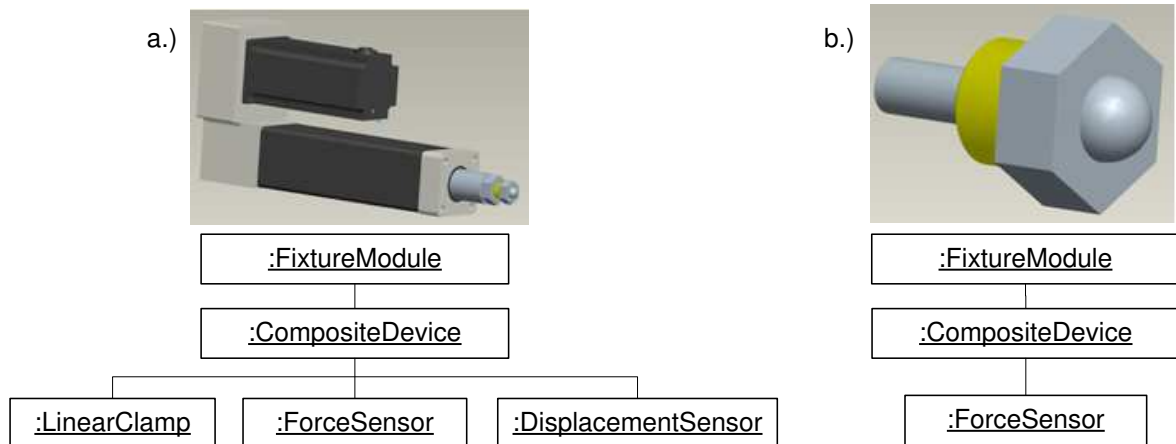 a.)
:FixtureModule
:CompositeDevice
:LinearClamp
:ForceSensor
:DisplacementSensor
b.)
:FixtureModule
:CompositeDevice
:ForceSensor